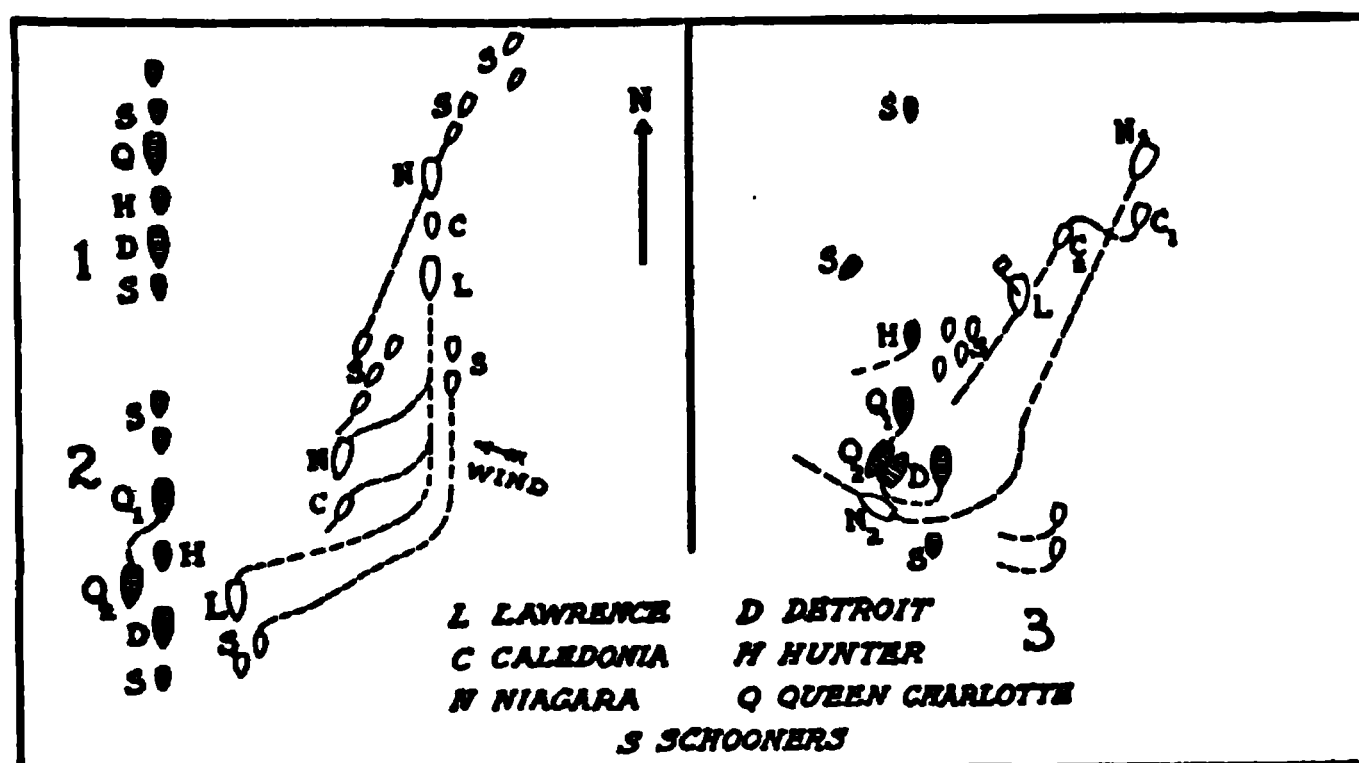 S
S
N
S
S
Q
N
H
C
1
D
L
S
S
S
S
2
Q1
N
WIND
C
H
Q2
L
D
S
S
N1
S
C1
C2
S
L
H
S
Q1
Q2
D
N2
S
3
L LAWRENCE D DETROIT
C CALEDONIA H HUNTER
N NIAGARA Q QUEEN CHARLOTTE
S SCHOONERS